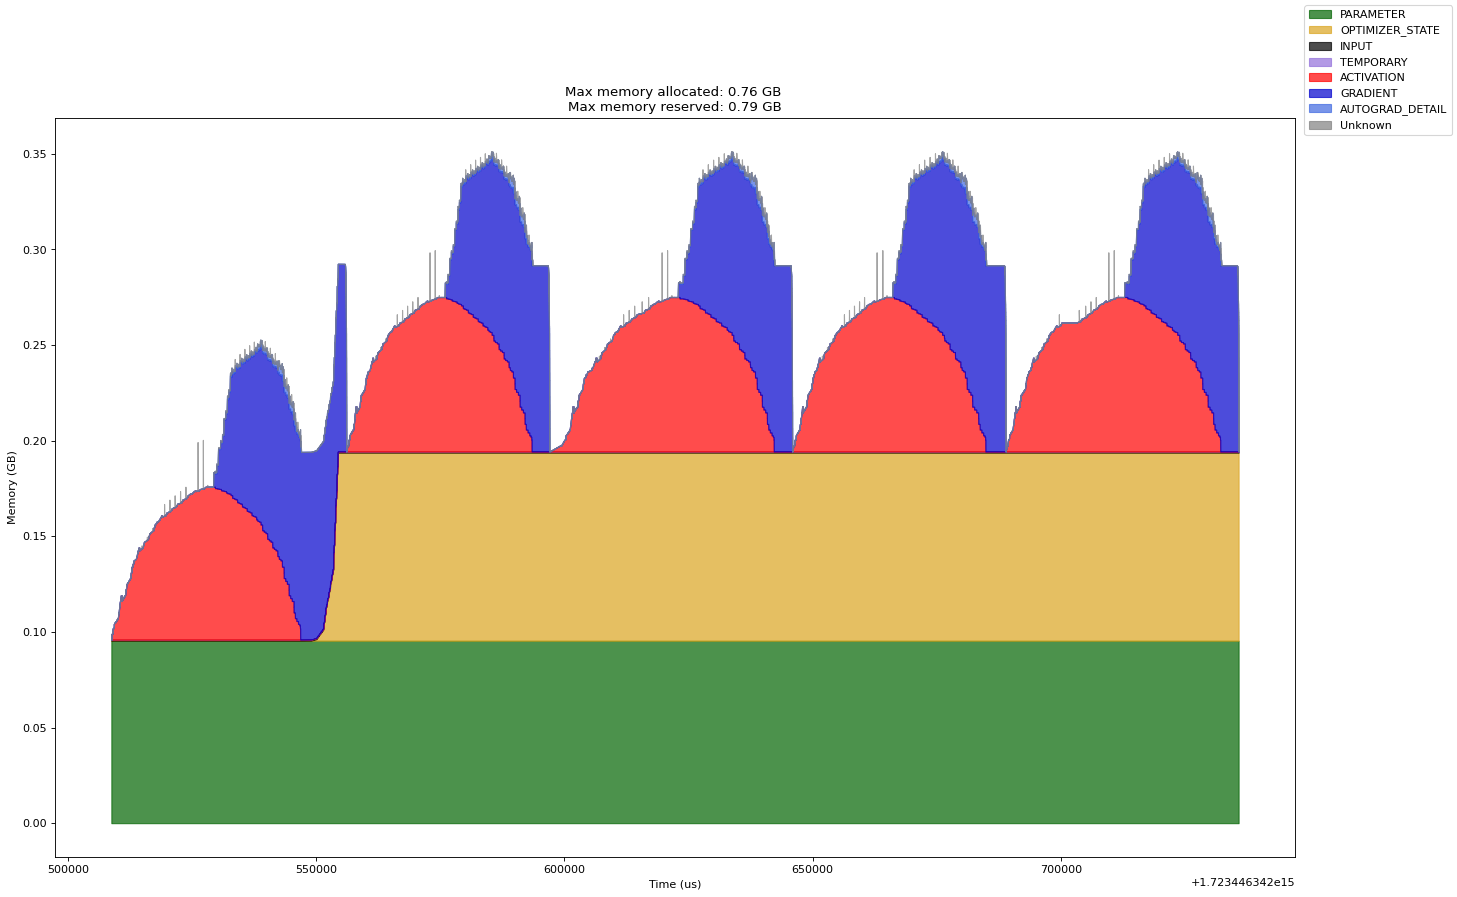 PARAMETER
OPTIMIZER_STATE
INPUT
TEMPORARY
ACTIVATION
GRADIENT
AUTOGRAD_DETAIL
Unknown
Max memory allocated: 0.76 GB
Max memory reserved: 0.79 GB
0.35
0.30
0.25
0.20
0.15
0.10
0.05
0.00
Memory (GB)
500000
550000
600000
650000
700000
Time (us)
+1.723446342e15